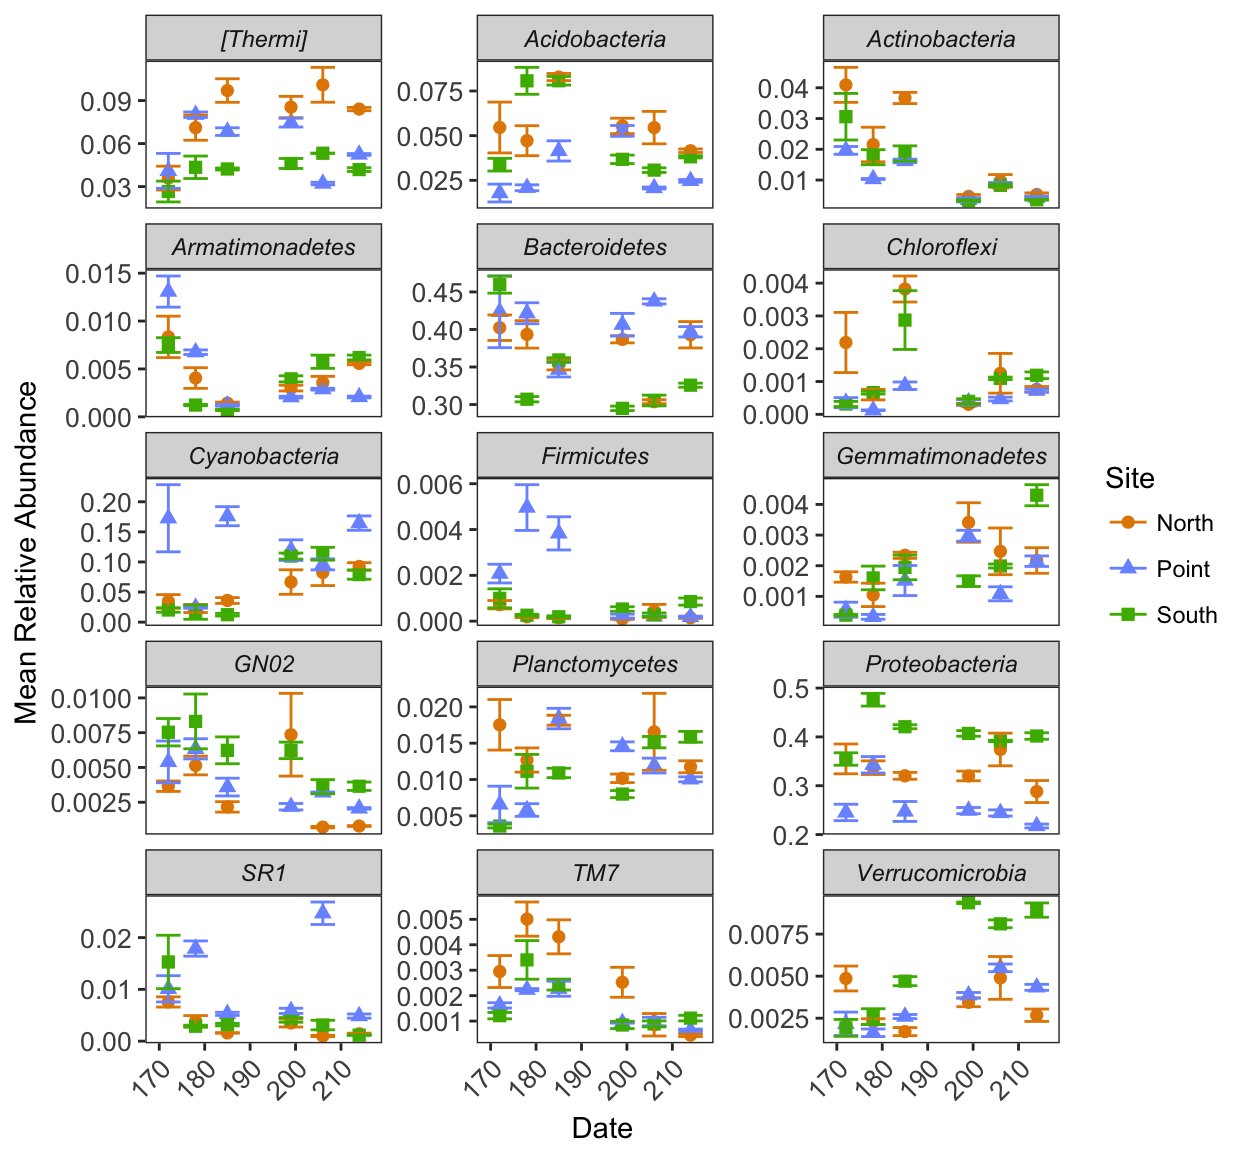 [Thermi] Acidobacteria Actinobacteria
0.09 0.06 0.03
0.075 0.050 0.025
0.04 0.03 0.02 0.01
Armatimonadetes Bacteroidetes Chloroflexi
0.015 0.010 0.005 0.000
0.45 0.40 0.35 0.30
0.004 0.003 0.002 0.001 0.000
Cyanobacteria Firmicutes Gemmatimonadetes
0.20 0.15 0.10 0.05 0.00
0.006 0.004 0.002 0.000
0.004 0.003 0.002 0.001
GN02 Planctomycetes Proteobacteria
0.0100 0.0075 0.0050 0.0025
0.020 0.015 0.010 0.005
0.5 0.4 0.3 0.2
SR1 TM7 Verrucomicrobia
0.02 0.01 0.00
0.005 0.004 0.003 0.002 0.001
0.0075 0.0050 0.0025
170 180 190 200 210
170 180 190 200 210
170 180 190 200 210
Date
Mean Relative Abundance
Site
North
Point
South